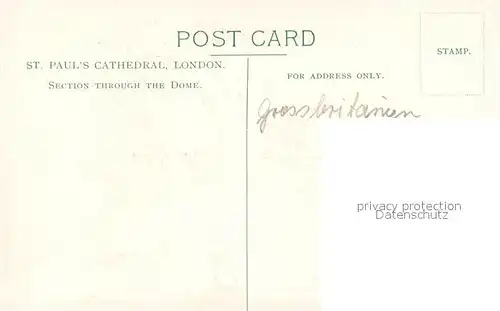 POST CARD
ST. PAUL'S CATHEDRAL, LONDON.
SECTION THROUGH THE DOME.
FOR ADDRESS ONLY.
STAMP.
Grossbritanien
privacy protection
Datenschutz